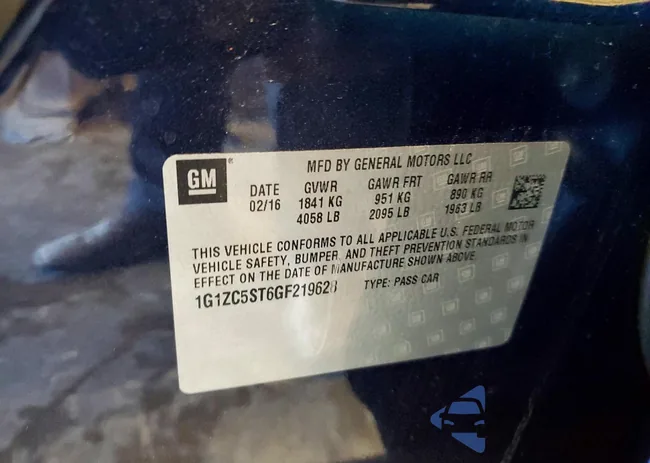 GM
MFD BY GENERAL MOTORS LLC
DATE GVWR GAWR FRT GAWR RR
02/16 1841 KG 951 KG 890 KG
4058 LB 2095 LB 1963 LB
THIS VEHICLE CONFORMS TO ALL APPLICABLE U.S. FEDERAL MOTOR
VEHICLE SAFETY, BUMPER, AND THEFT PREVENTION STANDARDS IN
EFFECT ON THE DATE OF MANUFACTURE SHOWN ABOVE.
1G1ZC5ST6GF219628 TYPE: PASS CAR